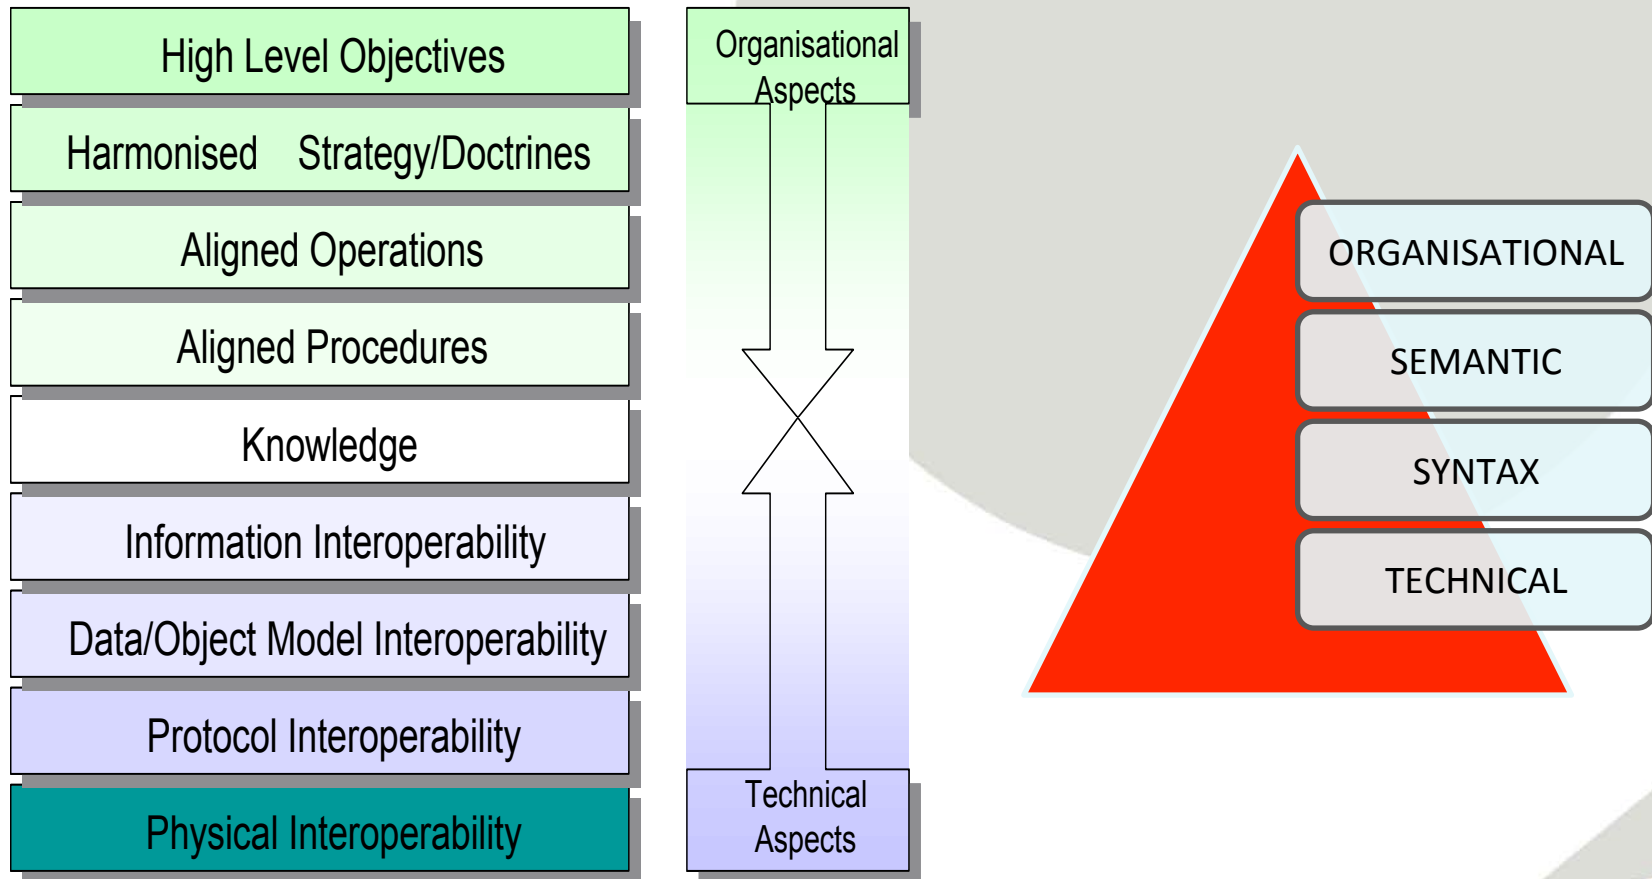 High Level Objectives
Harmonised Strategy/Doctrines
Aligned Operations
Aligned Procedures
Knowledge
Information Interoperability
Data/Object Model Interoperability
Protocol Interoperability
Physical Interoperability
Organisational
Aspects
Technical
Aspects
ORGANISATIONAL
SEMANTIC
SYNTAX
TECHNICAL